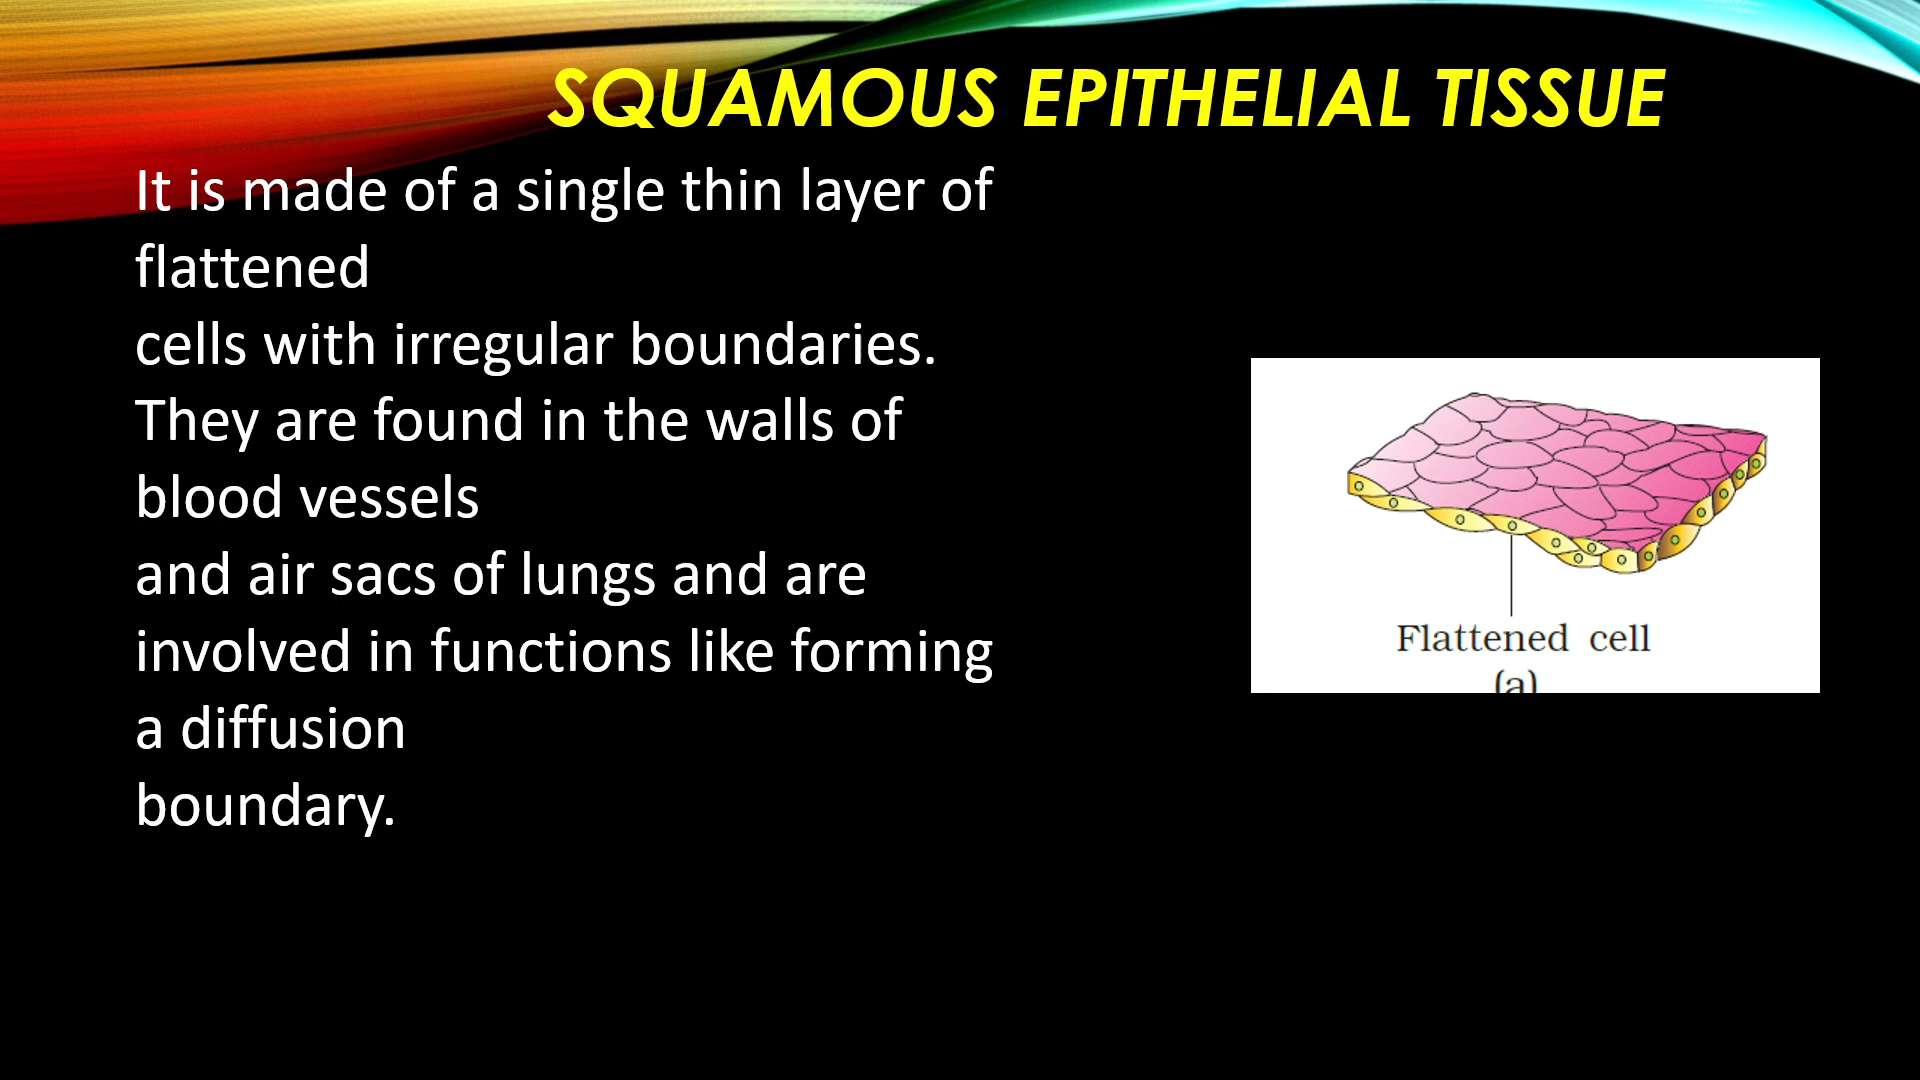 SQUAMOUS EPITHELIAL TISSUE
It is made of a single thin layer of
flattened
cells with irregular boundaries.
They are found in the walls of
blood vessels
and air sacs of lungs and are
involved in functions like forming
a diffusion
boundary.
Flattened cell
(a)